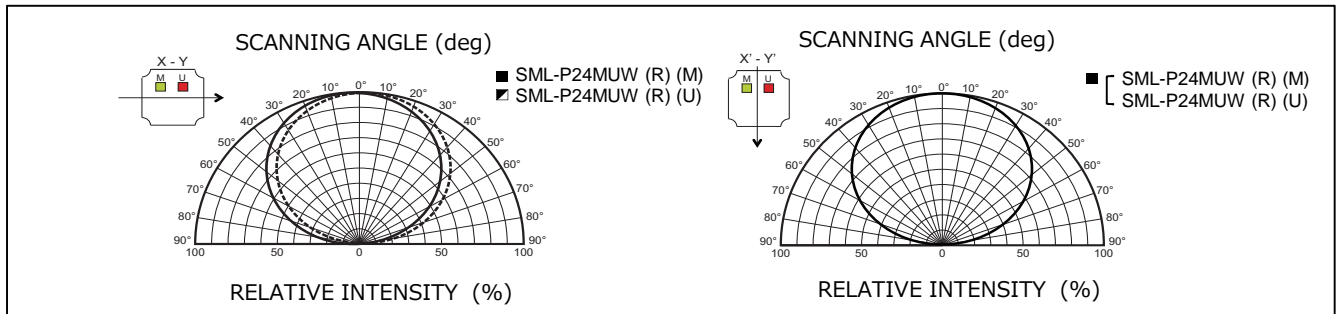 SCANNING ANGLE (deg)
X - Y
M U
■ SML-P24MUW (R) (M)
◪ SML-P24MUW (R) (U)
0°
10° 10°
20° 20°
30° 30°
40° 40°
50° 50°
60° 60°
70° 70°
80° 80°
90° 90°
100 50 0 50 100
RELATIVE INTENSITY (%)
SCANNING ANGLE (deg)
X' - Y'
M U
■ SML-P24MUW (R) (M)
SML-P24MUW (R) (U)
0°
10° 10°
20° 20°
30° 30°
40° 40°
50° 50°
60° 60°
70° 70°
80° 80°
90° 90°
100 50 0 50 100
RELATIVE INTENSITY (%)